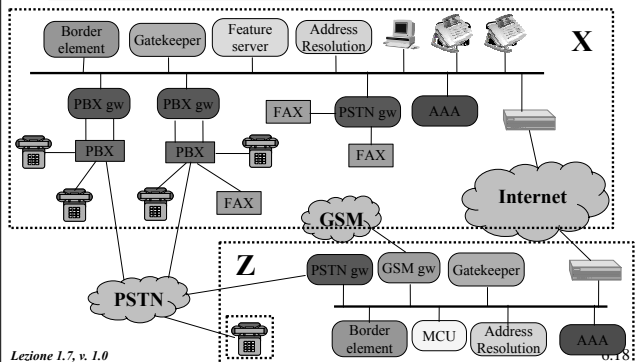 Border
element
Gatekeeper
Feature
server
Address
Resolution
X
PBX gw
PBX gw
FAX
PSTN gw
AAA
PBX
PBX
FAX
FAX
Internet
GSM
Z
PSTN gw
GSM gw
Gatekeeper
PSTN
Border
element
MCU
Address
Resolution
AAA
Lezione 1.7, v. 1.0
6.18